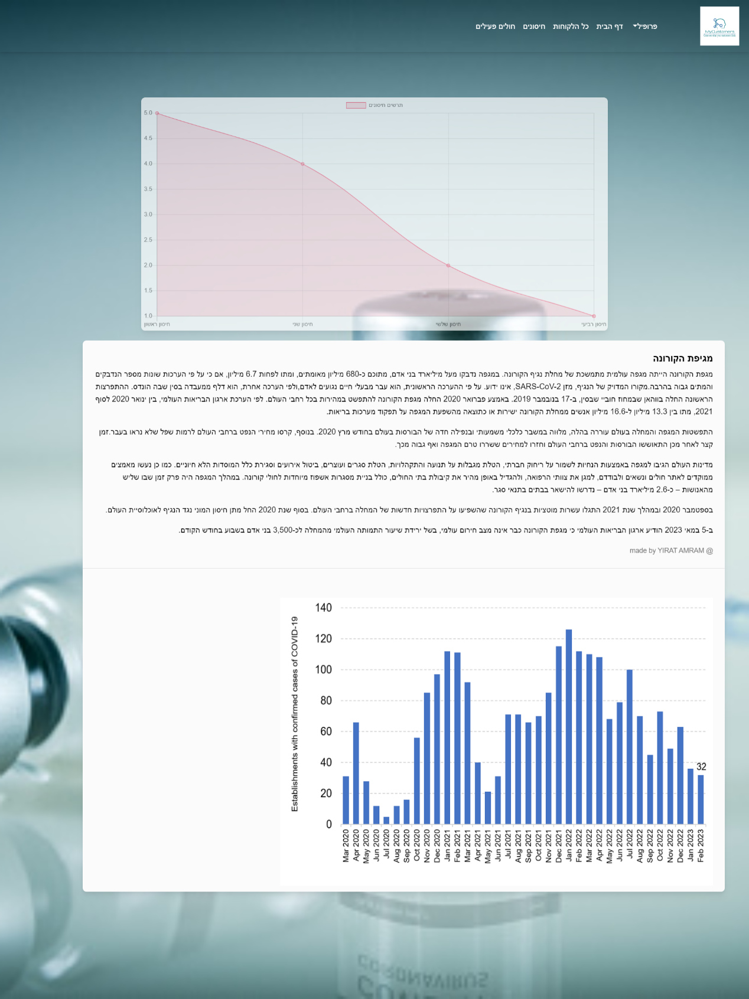 MyCustomers
פרופיל דף הבית כל הלקוחות חיסונים חולים פעילים
תרשים חיסונים
5.0
4.5
4.0
3.5
3.0
2.5
2.0
1.5
1.0
חיסון ראשון חיסון שני חיסון שלשי חיסון רביעי
מגיפת הקורונה
מגפת הקורונה הייתה מגפה עולמית מתמשכת של מחלת נגיף הקורונה. במגפה נדבקו מעל מיליארד בני אדם, מתוכם כ-680 מיליון מאומתים, ומתו לפחות 6.7 מיליון, אם כי על פי הערכות שונות מספר הנדבקים
והמתים גבוה בהרבה.מקורו המדויק של הנגיף, מזן SARS-CoV-2, אינו ידוע. על פי ההערכה הראשונית, הוא עבר מבעלי חיים נגועים לאדם,ולפי הערכה אחרת, הוא דלף ממעבדה בסין שבה הונדס. ההתפרצות
הראשונה החלה בווהאן שבמחוז חוביי שבסין, ב-17 בנובמבר 2019. באמצע פברואר 2020 החלה מגפת הקורונה להתפשט במהירות בכל רחבי העולם. לפי הערכת ארגון הבריאות העולמי, בין ינואר 2020 לסוף
2021, מתו בין 13.3 מיליון ל-16.6 מיליון אנשים ממחלת הקורונה ישירות או כתוצאה מהשפעת המגפה על תפקוד מערכות בריאות.
התפשטות המגפה והמחלה בעולם עוררה בהלה, מלווה במשבר כלכלי משמעותי ובנפילה חדה של הבורסות בעולם בחודש מרץ 2020. בנוסף, קרסו מחירי הנפט ברחבי העולם לרמות שפל שלא נראו בעבר.זמן
קצר לאחר מכן התאוששו הבורסות והנפט ברחבי העולם וחזרו למחירים ששררו טרם המגפה ואף גבוה מכך.
מדינות העולם הגיבו למגפה באמצעות הנחיות לשמור על ריחוק חברתי, הטלת מגבלות על תנועה והתקהלויות, הטלת סגרים ועוצרים, ביטול אירועים וסגירת כלל המוסדות הלא חיוניים. כמו כן נעשו מאמצים
ממוקדים לאתר חולים ונשאים ולבודדם, למגן את צוותי הרפואה, ולהגדיל באופן מהיר את קיבולת בתי החולים, כולל בניית מסגרות אשפוז מיוחדות לחולי קורונה. במהלך המגפה היה פרק זמן שבו שליש
מהאנושות – כ-2.6 מיליארד בני אדם – נדרשו להישאר בבתים בתנאי סגר.
בספטמבר 2020 ובמהלך שנת 2021 התגלו עשרות מוטציות בנגיף הקורונה שהשפיעו על התפרצויות חדשות של המחלה ברחבי העולם. בסוף שנת 2020 החל מתן חיסון המוני נגד הנגיף לאוכלוסיית העולם.
ב-5 במאי 2023 הודיע ארגון הבריאות העולמי כי מגפת הקורונה כבר אינה מצב חירום עולמי, בשל ירידת שיעור התמותה העולמי מהמחלה לכ-3,500 בני אדם בשבוע בחודש הקודם.
made by YIRAT AMRAM @
Establishments with confirmed cases of COVID-19
140
120
100
80
60
40
20
0
32
Mar 2020
Apr 2020
May 2020
Jun 2020
Jul 2020
Aug 2020
Sep 2020
Oct 2020
Nov 2020
Dec 2020
Jan 2021
Feb 2021
Mar 2021
Apr 2021
May 2021
Jun 2021
Jul 2021
Aug 2021
Sep 2021
Oct 2021
Nov 2021
Dec 2021
Jan 2022
Feb 2022
Mar 2022
Apr 2022
May 2022
Jun 2022
Jul 2022
Aug 2022
Sep 2022
Oct 2022
Nov 2022
Dec 2022
Jan 2023
Feb 2023
CORONAVIRUS